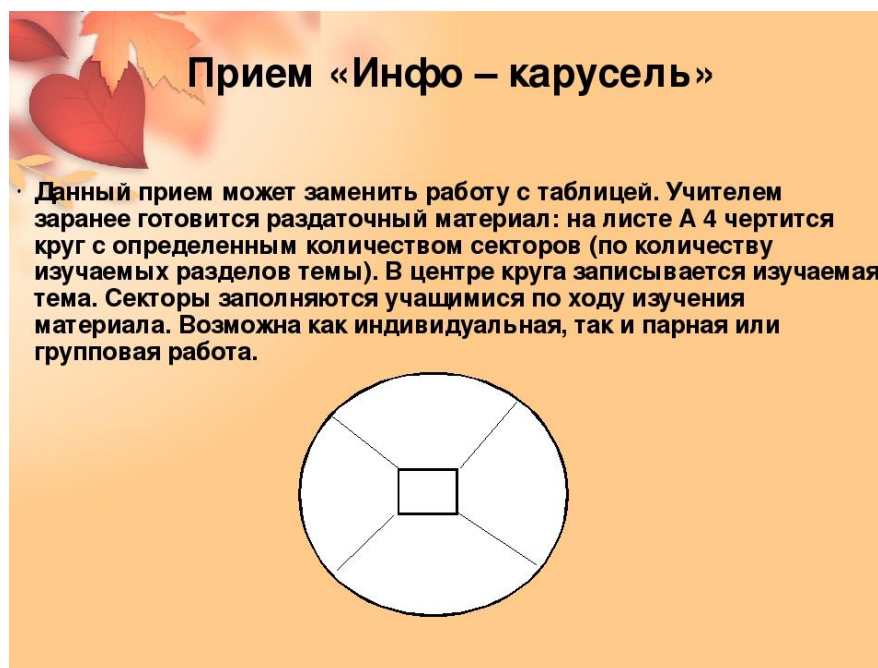 Прием «Инфо – карусель»
Данный прием может заменить работу с таблицей. Учителем
заранее готовится раздаточный материал: на листе А 4 чертится
круг с определенным количеством секторов (по количеству
изучаемых разделов темы). В центре круга записывается изучаемая
тема. Секторы заполняются учащимися по ходу изучения
материала. Возможна как индивидуальная, так и парная или
групповая работа.